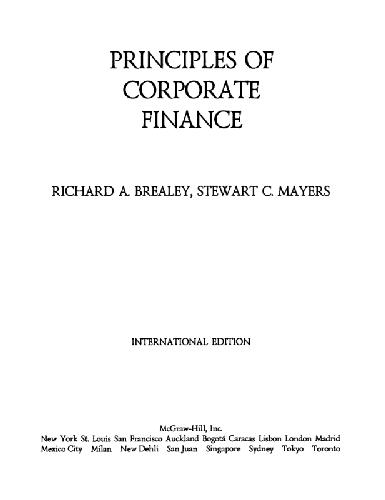 PRINCIPLES OF
CORPORATE
FINANCE
RICHARD A. BREALEY, STEWART C. MAYERS
INTERNATIONAL EDITION
McGraw-Hill, Inc.
New York St. Louis San Francisco Auckland Bogotá Caracas Lisbon London Madrid
Mexico City Milan New Dehli San Juan Singapore Sydney Tokyo Toronto